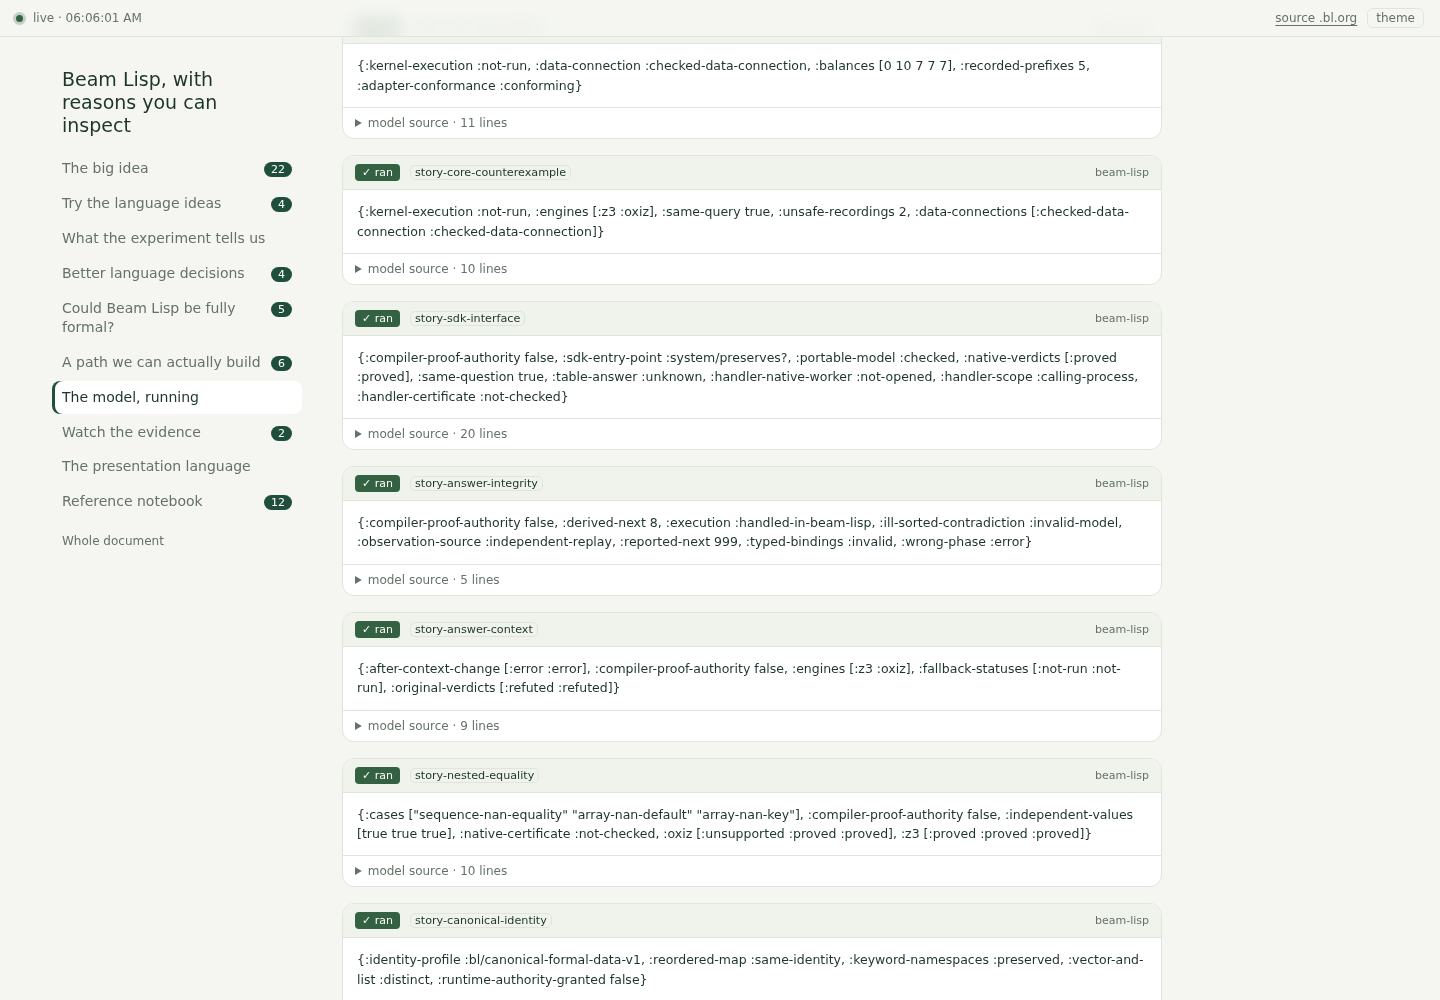 live · 06:06:01 AM
source .bl.org
theme
Beam Lisp, with
reasons you can
inspect
The big idea 22
Try the language ideas 4
What the experiment tells us
Better language decisions 4
Could Beam Lisp be fully 5
formal?
A path we can actually build 6
The model, running
Watch the evidence 2
The presentation language
Reference notebook 12
Whole document
{:kernel-execution :not-run, :data-connection :checked-data-connection, :balances [0 10 7 7 7], :recorded-prefixes 5,
:adapter-conformance :conforming}
▶ model source · 11 lines
✓ ran story-core-counterexample beam-lisp
{:kernel-execution :not-run, :engines [:z3 :oxiz], :same-query true, :unsafe-recordings 2, :data-connections [:checked-data-
connection :checked-data-connection]}
▶ model source · 10 lines
✓ ran story-sdk-interface beam-lisp
{:compiler-proof-authority false, :sdk-entry-point :system/preserves?, :portable-model :checked, :native-verdicts [:proved
:proved], :same-question true, :table-answer :unknown, :handler-native-worker :not-opened, :handler-scope :calling-process,
:handler-certificate :not-checked}
▶ model source · 20 lines
✓ ran story-answer-integrity beam-lisp
{:compiler-proof-authority false, :derived-next 8, :execution :handled-in-beam-lisp, :ill-sorted-contradiction :invalid-model,
:observation-source :independent-replay, :reported-next 999, :typed-bindings :invalid, :wrong-phase :error}
▶ model source · 5 lines
✓ ran story-answer-context beam-lisp
{:after-context-change [:error :error], :compiler-proof-authority false, :engines [:z3 :oxiz], :fallback-statuses [:not-run :not-
run], :original-verdicts [:refuted :refuted]}
▶ model source · 9 lines
✓ ran story-nested-equality beam-lisp
{:cases ["sequence-nan-equality" "array-nan-default" "array-nan-key"], :compiler-proof-authority false, :independent-values
[true true true], :native-certificate :not-checked, :oxiz [:unsupported :proved :proved], :z3 [:proved :proved :proved]}
▶ model source · 10 lines
✓ ran story-canonical-identity beam-lisp
{:identity-profile :bl/canonical-formal-data-v1, :reordered-map :same-identity, :keyword-namespaces :preserved, :vector-and-
list :distinct, :runtime-authority-granted false}